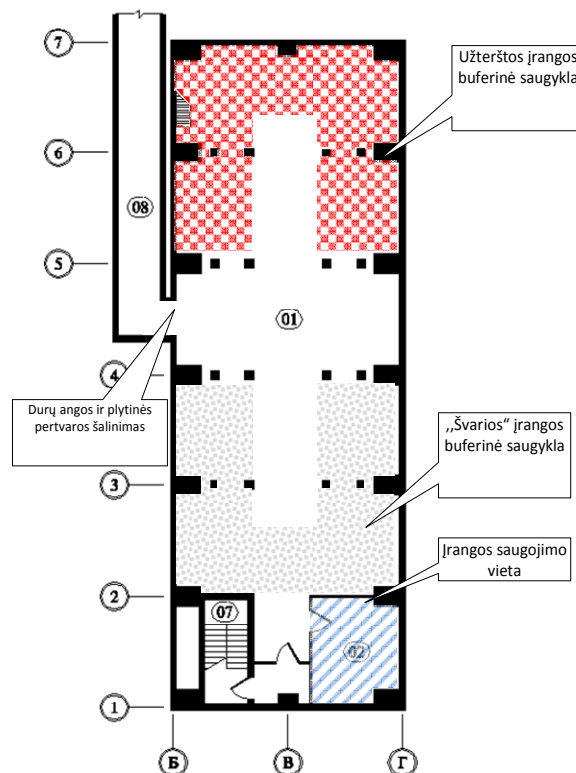 7
Užterštos įrangos
buferinė saugykla
6
08
5
01
4
Durų angos ir plytinės
pertvaros šalinimas
,,Švarios“ įrangos
buferinė saugykla
3
Įrangos saugojimo
vieta
2
07
02
1
Б
В
Г